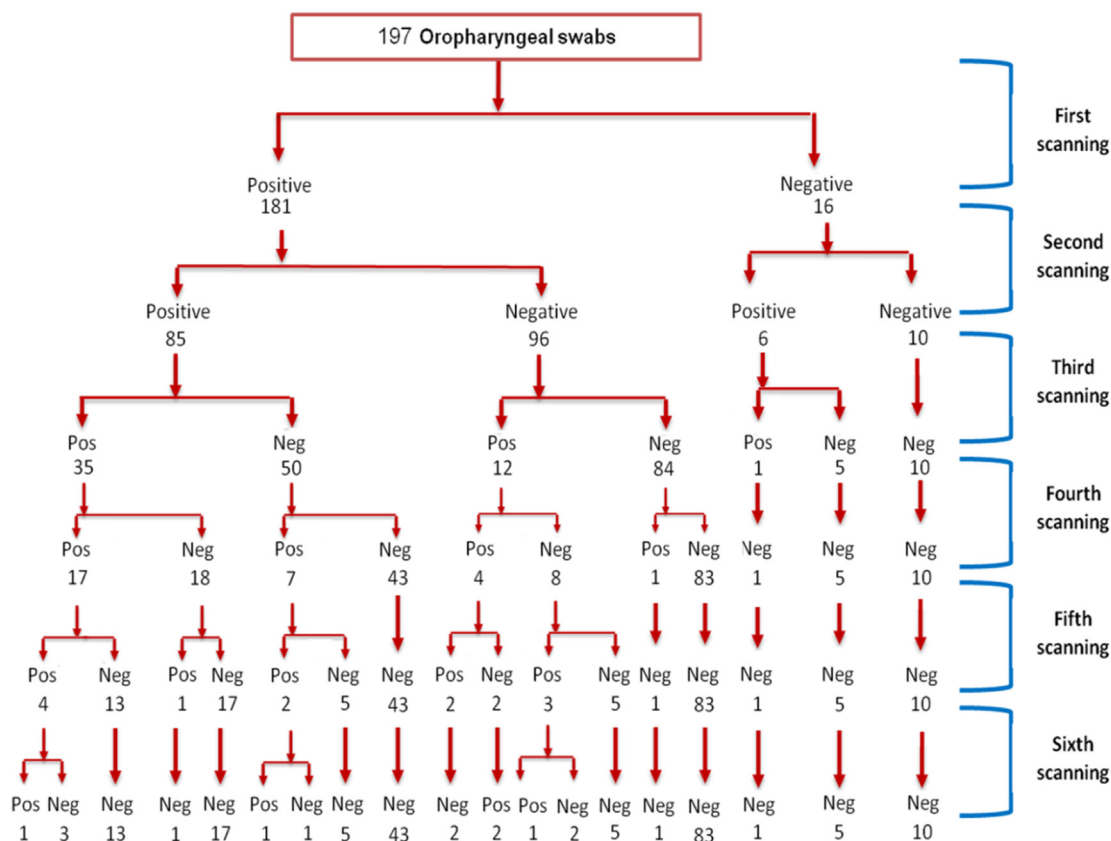 197 Oropharyngeal swabs
First
scanning
Positive Negative
181 16
Second
scanning
Positive Negative Positive Negative
85 96 6 10
Third
scanning
Pos Neg Pos Neg Pos Neg Neg
35 50 12 84 1 5 10
Fourth
scanning
Pos Neg Pos Neg Pos Neg Pos Neg Neg Neg Neg
17 18 7 43 4 8 1 83 1 5 10
Fifth
scanning
Pos Neg Pos Neg Pos Neg Neg Pos Neg Pos Neg Neg Neg Neg Neg Neg
4 13 1 17 2 5 43 2 2 3 5 1 83 1 5 10
Sixth
scanning
Pos Neg Neg Neg Neg Pos Neg Neg Neg Neg Pos Pos Neg Neg Neg Neg Neg Neg Neg
1 3 13 1 17 1 1 5 43 2 2 1 2 5 1 83 1 5 10